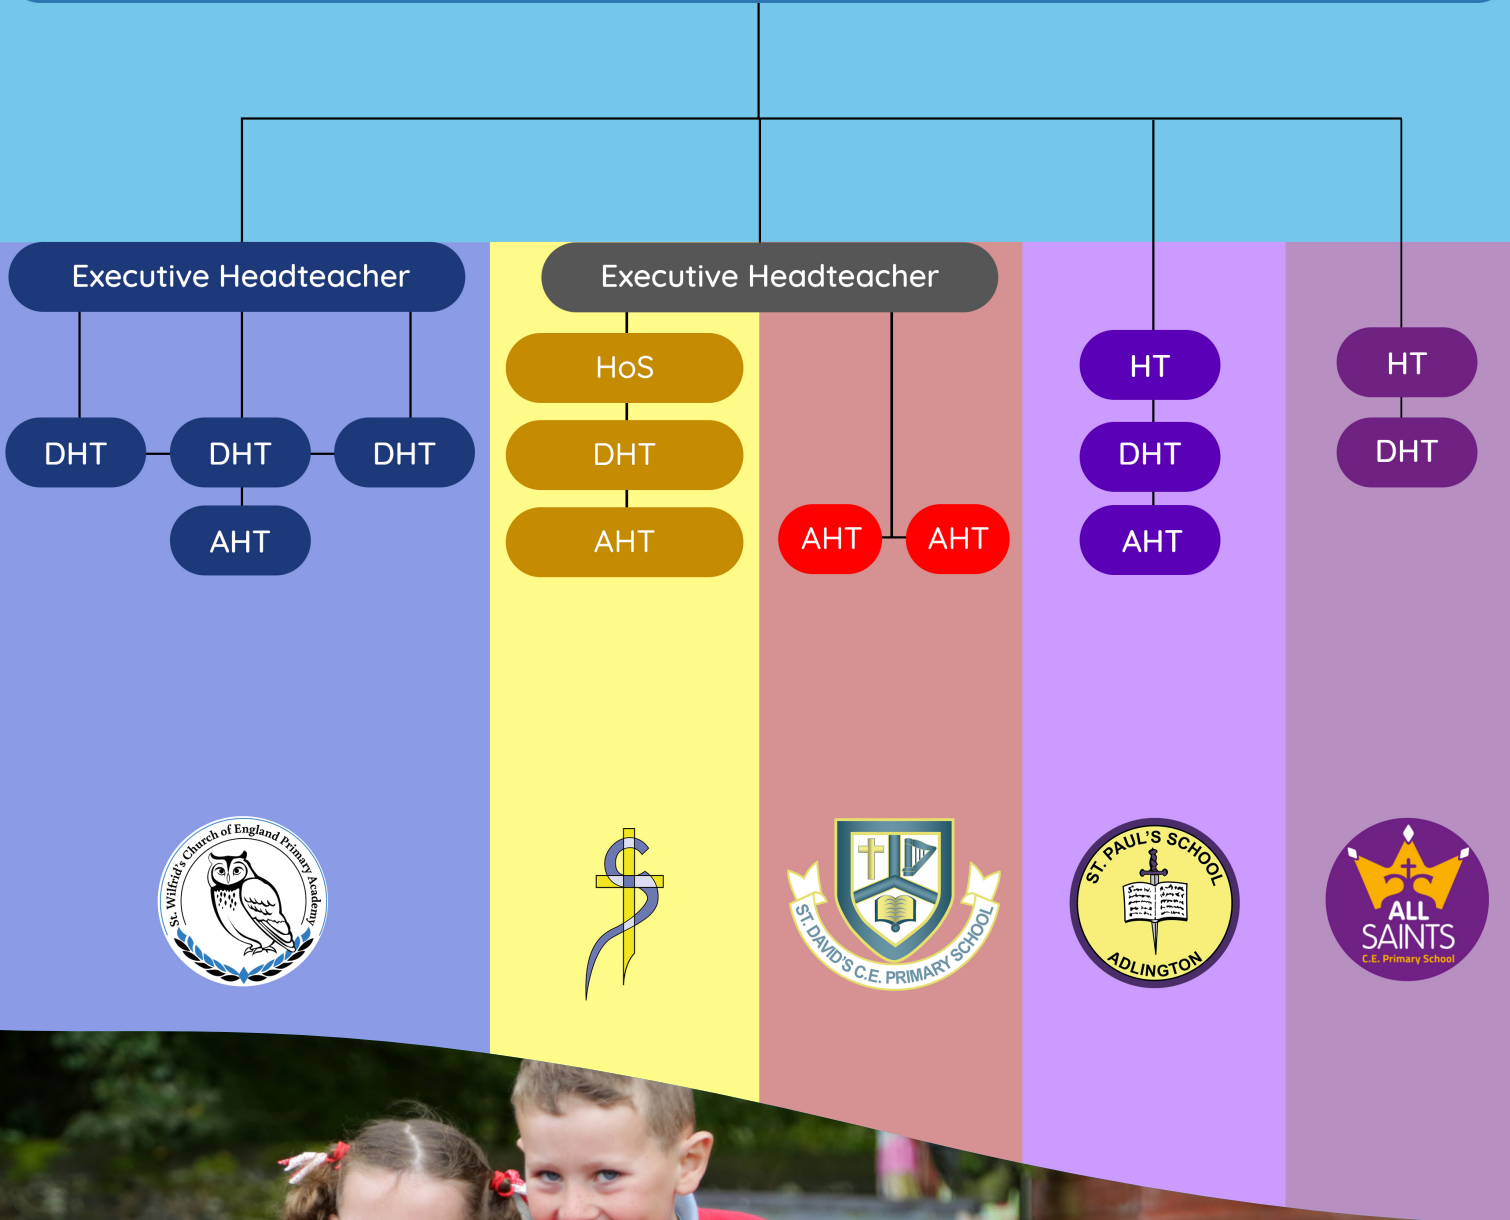 Executive Headteacher
Executive Headteacher
HoS
HT
HT
DHT
DHT
DHT
DHT
DHT
DHT
AHT
AHT
AHT
AHT
AHT
St. Wilfrid's Church of England Primary Academy
ST. DAVID'S C.E. PRIMARY SCHOOL
ST. PAUL'S SCHOOL
ADLINGTON
ALL
SAINTS
C.E. Primary School